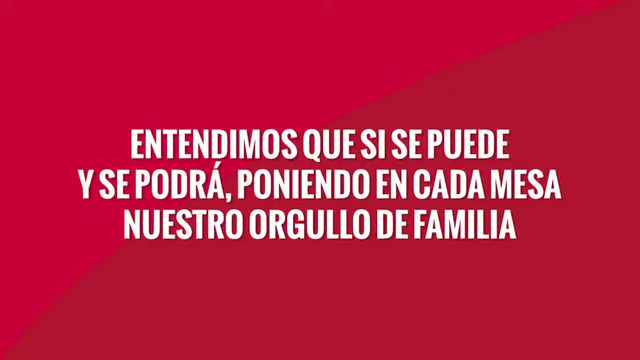 ENTENDIMOS QUE SI SE PUEDE
Y SE PODRÁ, PONIENDO EN CADA MESA
NUESTRO ORGULLO DE FAMILIA